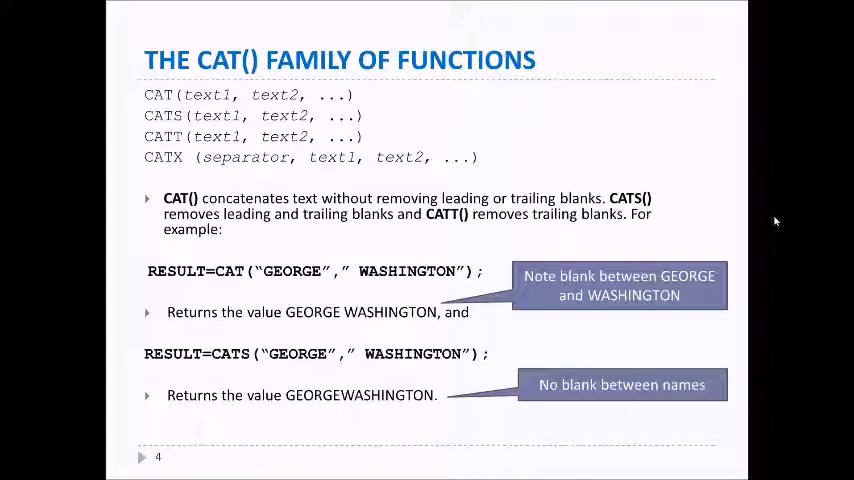 THE CAT() FAMILY OF FUNCTIONS
CAT(text1, text2, ...)
CATS(text1, text2, ...)
CATT(text1, text2, ...)
CATX (separator, text1, text2, ...)
CAT() concatenates text without removing leading or trailing blanks. CATS()
removes leading and trailing blanks and CATT() removes trailing blanks. For
example:
RESULT=CAT(“GEORGE”,” WASHINGTON”);
Note blank between GEORGE
and WASHINGTON
Returns the value GEORGE WASHINGTON, and
RESULT=CATS(“GEORGE”,” WASHINGTON”);
No blank between names
Returns the value GEORGEWASHINGTON.
4